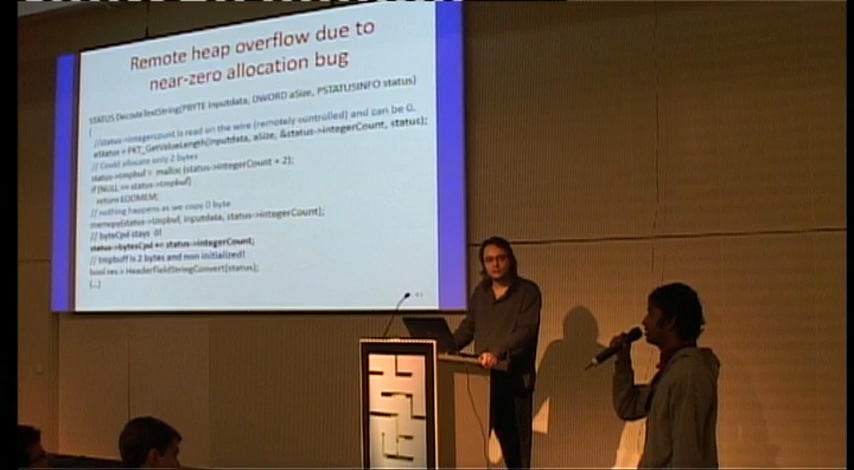 Remote heap overflow due to
near-zero allocation bug
STATUS DecodeTextString(PBYTE inputdata, DWORD aSize, PSTATUSINFO status)
{
//status->integercount is read on the wire (remotely controlled) and can be 0.
eStatus = PKT_GetValueLength(inputdata, aSize, &status->integerCount, status);
// Could allocate only 2 bytes
status->tmpbuf = malloc (status->integerCount + 2);
if (NULL == status->tmpbuf)
return EOOMEM;
// nothing happens as we copy 0 byte
memcpy(status->tmpbuf, inputdata, status->integerCount);
// byteCpd stays 0!
status->bytesCpd += status->integerCount;
// tmpbuff is 2 bytes and non initialized!
bool res = HeaderFieldStringConvert(status);
(...)